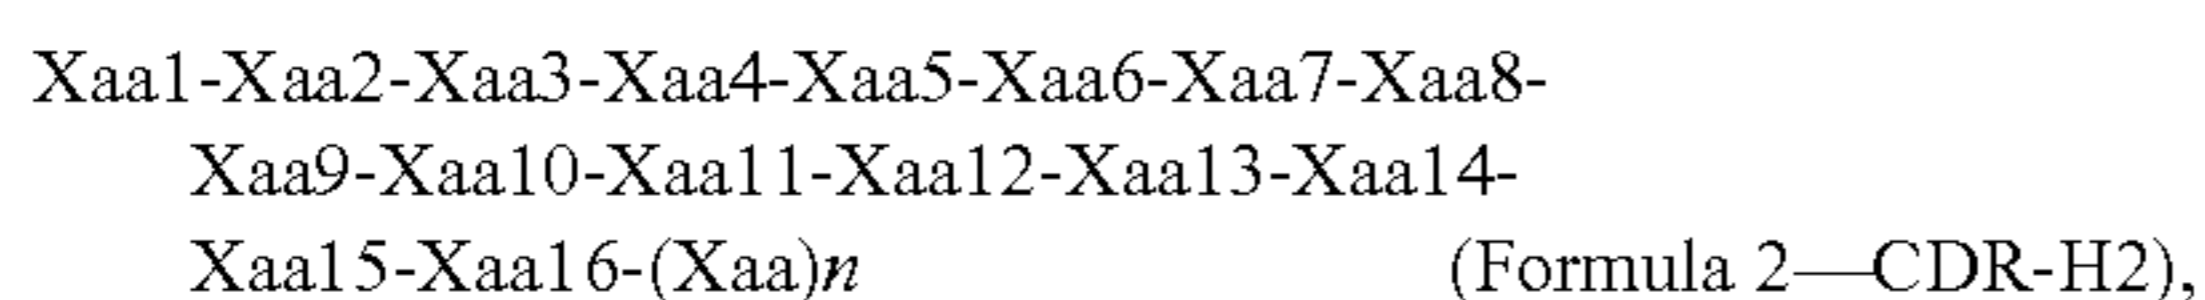 Xaa1-Xaa2-Xaa3-Xaa4-Xaa5-Xaa6-Xaa7-Xaa8-
Xaa9-Xaa10-Xaa11-Xaa12-Xaa13-Xaa14-
Xaa15-Xaa16-(Xaa)n (Formula 2—CDR-H2),